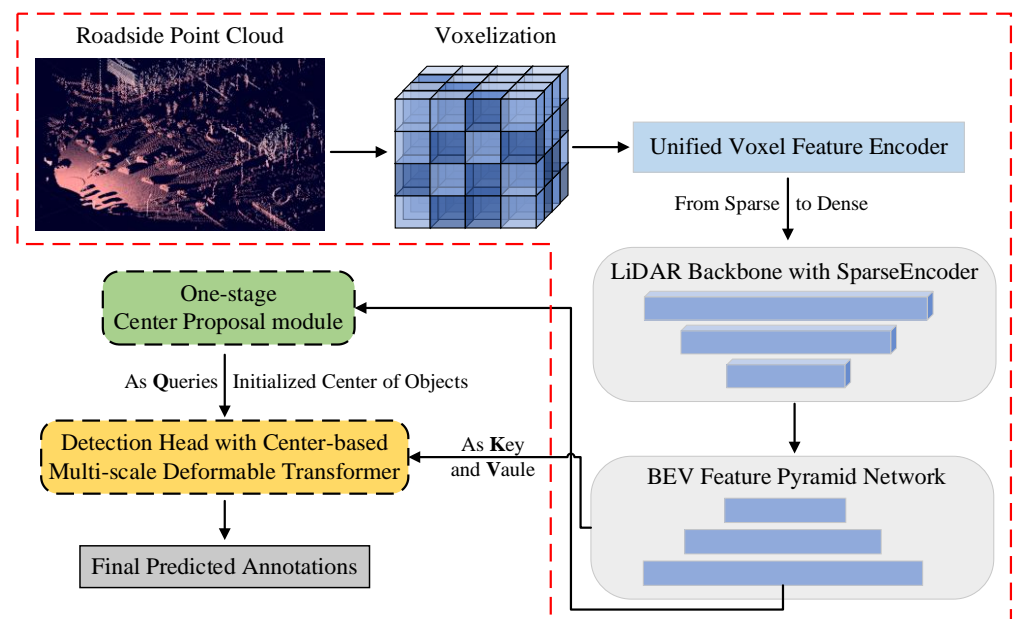 Roadside Point Cloud
Voxelization
Unified Voxel Feature Encoder
From Sparse to Dense
LiDAR Backbone with SparseEncoder
One-stage
Center Proposal module
As Queries Initialized Center of Objects
Detection Head with Center-based
Multi-scale Deformable Transformer
As Key
and Vaule
BEV Feature Pyramid Network
Final Predicted Annotations